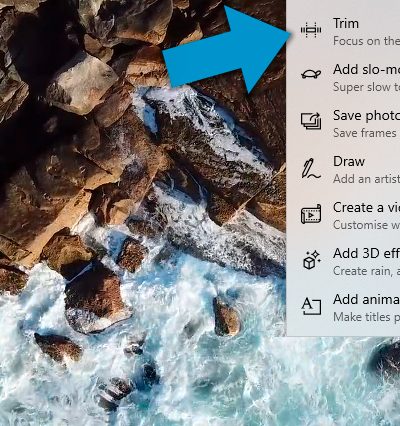 Trim
Focus on the
Add slo-mo
Super slow
Save photo
Save frames
Draw
Add an artist
Create a vi
Customise w
Add 3D eff
Create rain, a
Add anima
Make titles p